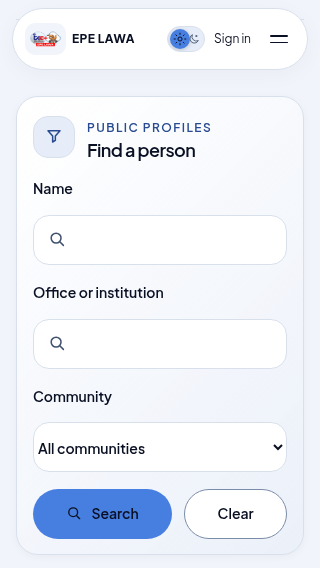 EPE LAWA
Sign in
PUBLIC PROFILES
Find a person
Name
Office or institution
Community
All communities
Search
Clear